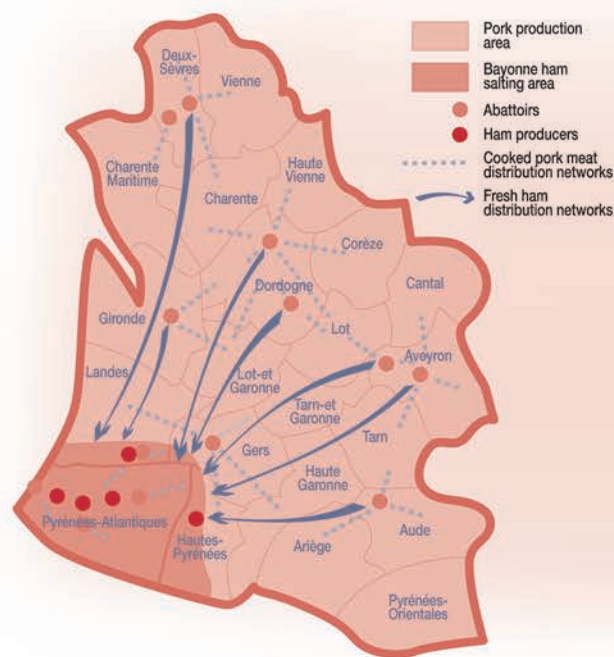 Pork production
area
Bayonne ham
salting area
Abattoirs
Ham producers
Cooked pork meat
distribution networks
Fresh ham
distribution networks
Deux-
Sèvres
Vienne
Charente
Maritime
Charente
Haute
Vienne
Corèze
Cantal
Dordogne
Gironde
Lot
Aveyron
Landes
Lot-et
Garonne
Tarn-et
Garonne
Tarn
Gers
Haute
Garonne
Pyrénées-Atlantiques
Hautes-
Pyrénées
Ariège
Aude
Pyrénées-
Orientales